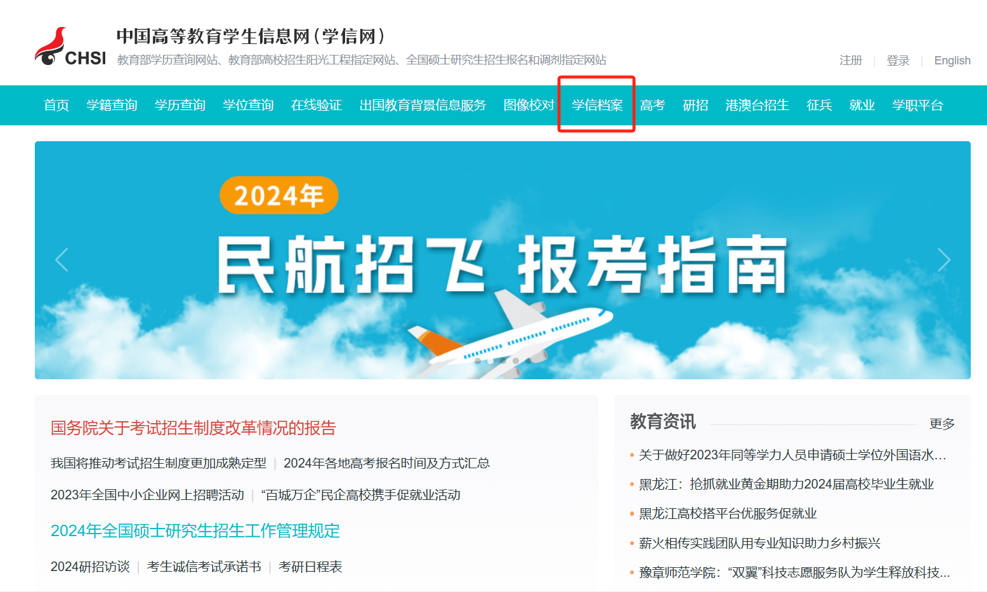 中国高等教育学生信息网（学信网）
CHSI
教育部学历查询网站、教育部高校招生阳光工程指定网站、全国硕士研究生招生报名和调剂指定网站
注册 | 登录 | English
首页 学籍查询 学历查询 学位查询 在线验证 出国教育背景信息服务 图像校对 学信档案 高考 研招 港澳台招生 征兵 就业 学职平台
2024年
民航招飞 报考指南
国务院关于考试招生制度改革情况的报告
我国将推动考试招生制度更加成熟定型 | 2024年各地高考报名时间及方式汇总
2023年全国中小企业网上招聘活动 | “百城万企”民企高校携手促就业活动
2024年全国硕士研究生招生工作管理规定
2024研招访谈 | 考生诚信考试承诺书 | 考研日程表
教育资讯 更多
关于做好2023年同等学力人员申请硕士学位外国语水...
黑龙江：抢抓就业黄金期助力2024届高校毕业生就业
黑龙江高校搭平台优服务促就业
薪火相传实践团队用专业知识助力乡村振兴
豫章师范学院：“双翼”科技志愿服务队为学生释放科技...